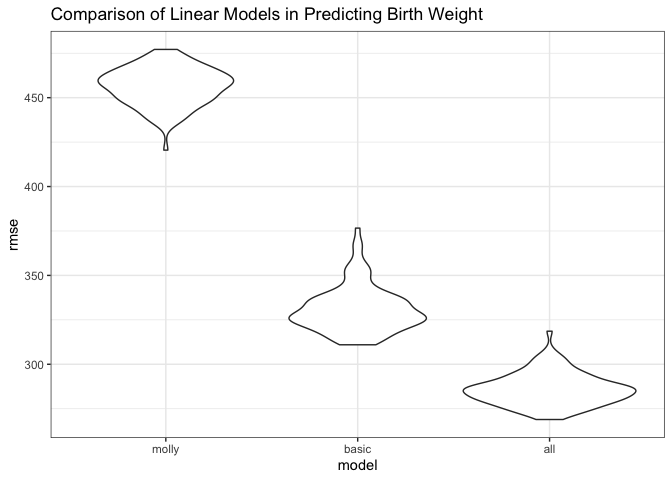 Comparison of Linear Models in Predicting Birth Weight
450
400
350
300
rmse
molly basic all
model